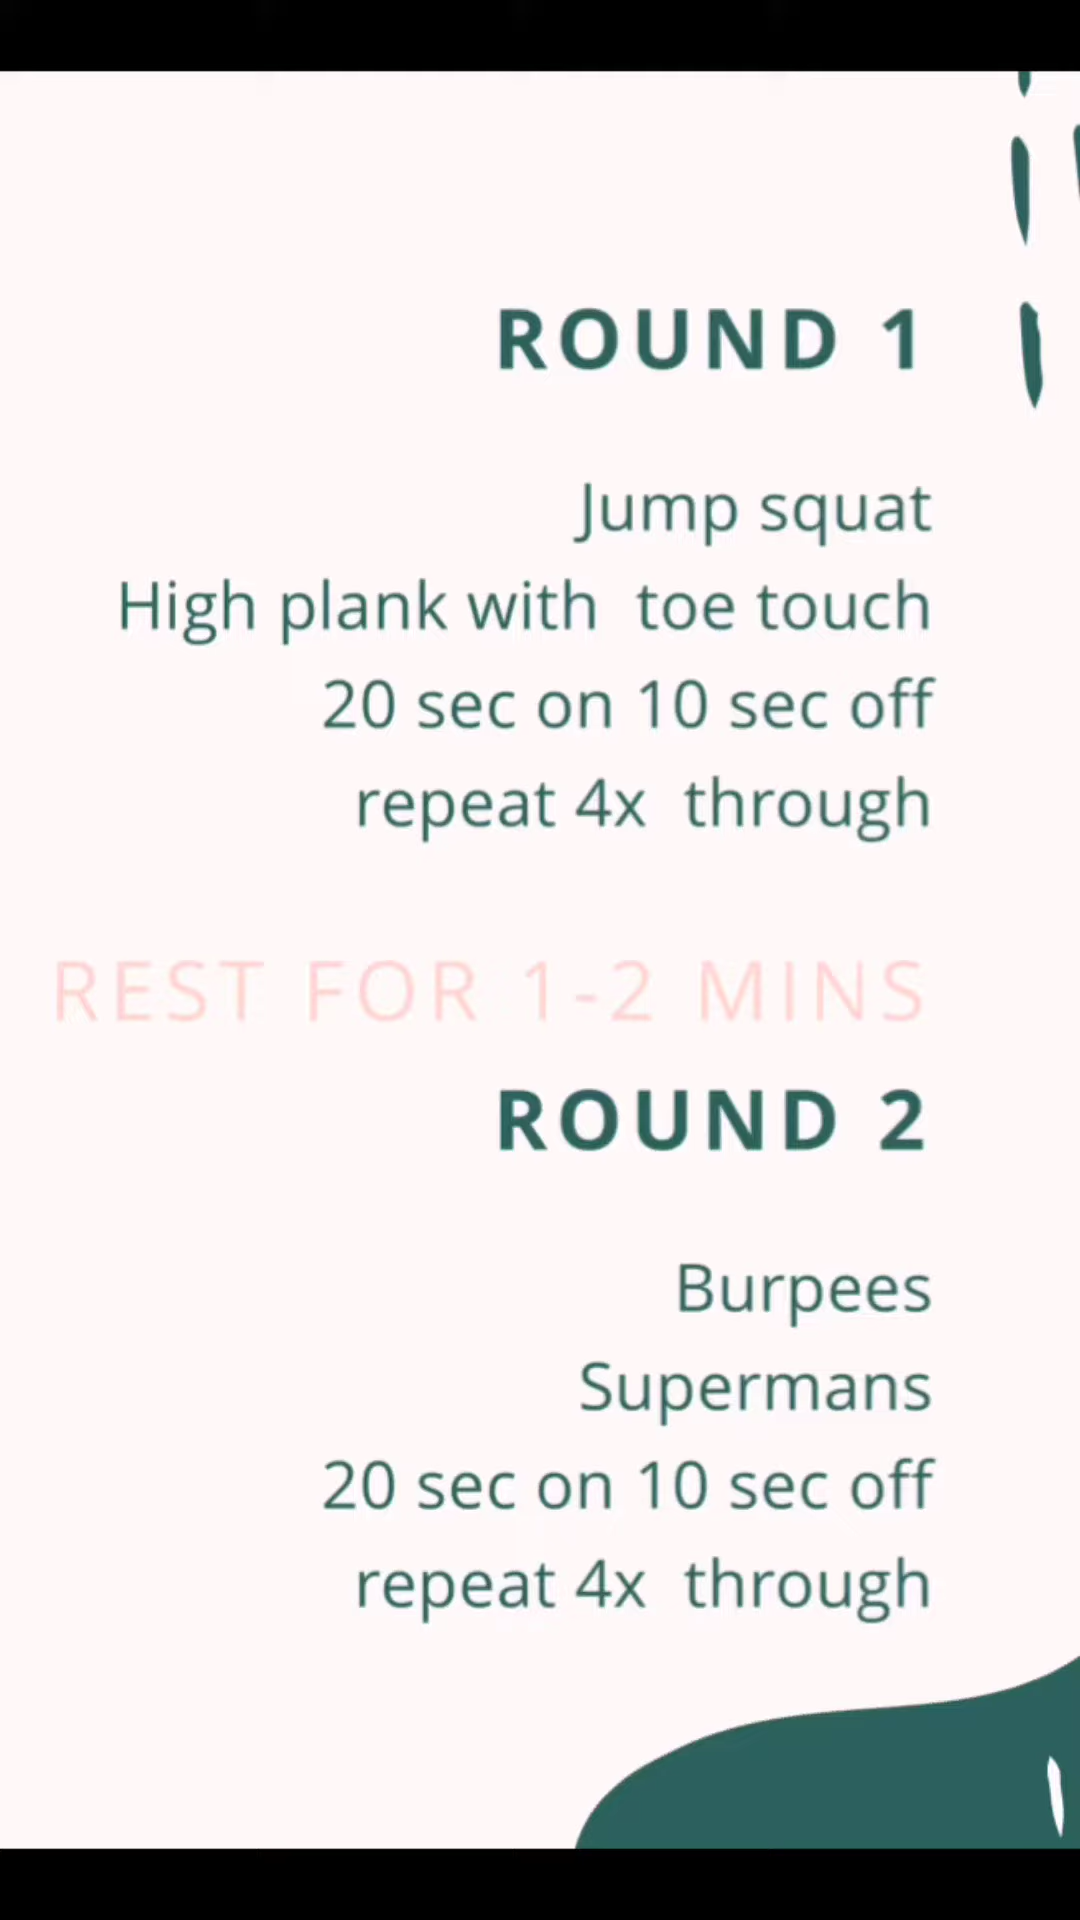 ROUND 1
Jump squat
High plank with toe touch
20 sec on 10 sec off
repeat 4x through
REST FOR 1-2 MINS
ROUND 2
Burpees
Supermans
20 sec on 10 sec off
repeat 4x through